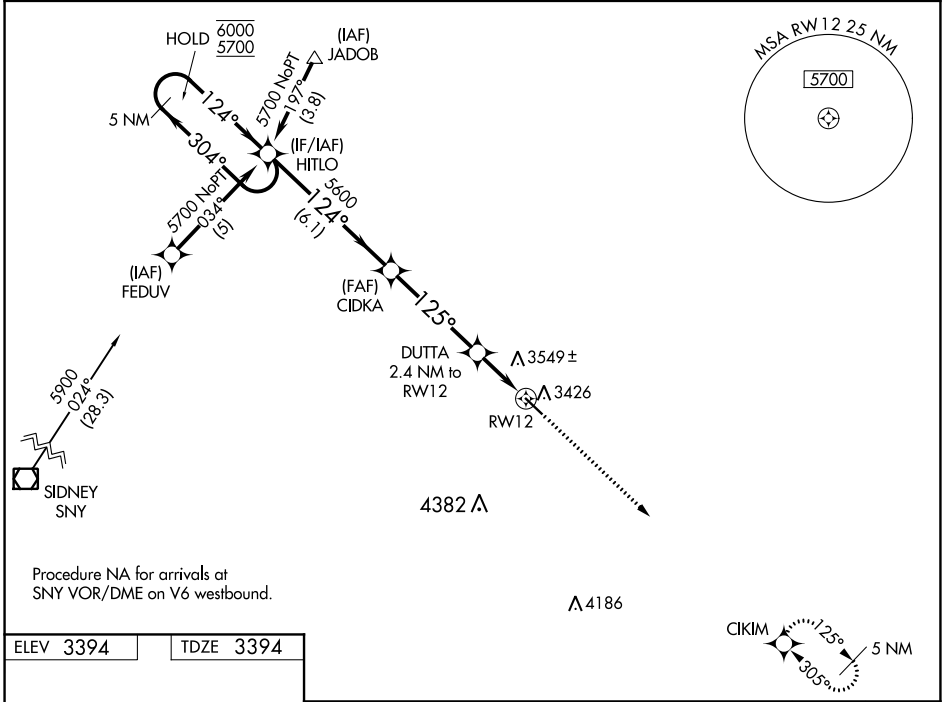 HOLD 6000
5700
(IAF)
JADOB
5700 NoPT
197°
(3.8)
MSA RW12 25 NM
5700
124°
5 NM
304°
(IF/IAF)
HITLO
5700 NoPT
034°
(5)
5600
124°
(6.1)
(IAF)
FEDUV
(FAF)
CIDKA
125°
DUTTA
2.4 NM to
RW12
3549 ±
3426
RW12
5900
024°
(28.3)
SIDNEY
SNY
4382
Procedure NA for arrivals at
SNY VOR/DME on V6 westbound.
4186
CIKIM
125°
305°
5 NM
ELEV 3394
TDZE 3394